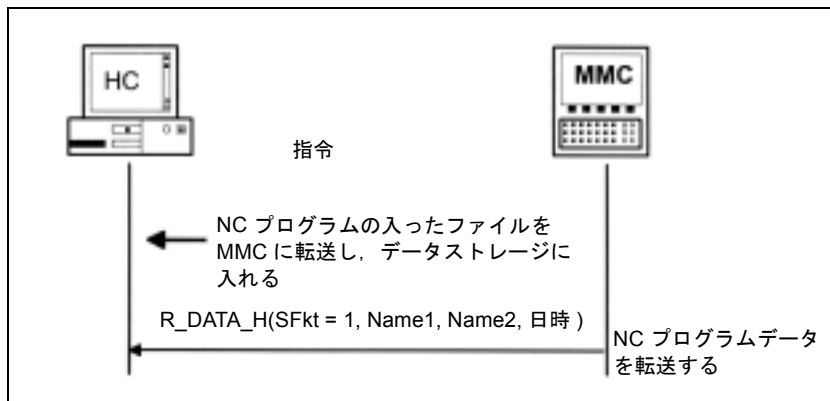 HC
MMC
指令
NC プログラムの入ったファイルを
MMC に転送し，データストレージに
入れる
R_DATA_H(SFkt = 1, Name1, Name2, 日時 )
NC プログラムデータ
を転送する